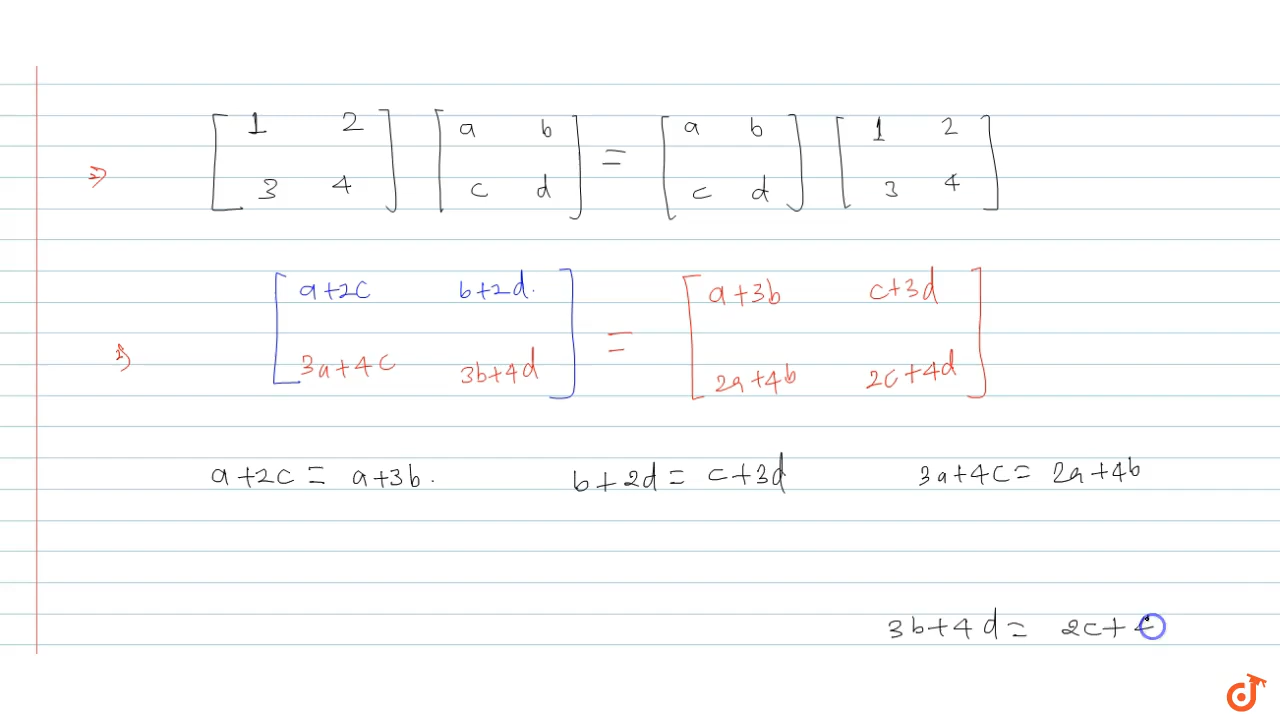 ⇒ [ 1 2 ] [ a b ] = [ a b ] [ 1 2 ]
[ 3 4 ] [ c d ] [ c d ] [ 3 4 ]
[ a+2c b+2d. ] = [ a+3b c+3d ]
[ 3a+4c 3b+4d ] [ 2a+4b 2c+4d ]
a+2c = a+3b. b+2d = c+3d 3a+4c = 2a+4b
3b+4d = 2c+4